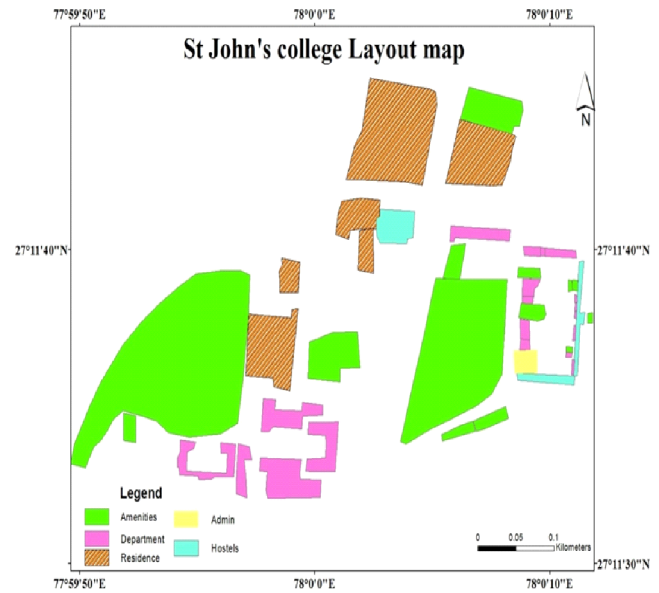 77°59'50"E 78°0'0"E 78°0'10"E
St John's college Layout map
N
27°11'40"N 27°11'40"N
Legend
Amenities
Department
Residence
Admin
Hostels
0 0.05 0.1
Kilometers
27°11'30"N
77°59'50"E 78°0'0"E 78°0'10"E